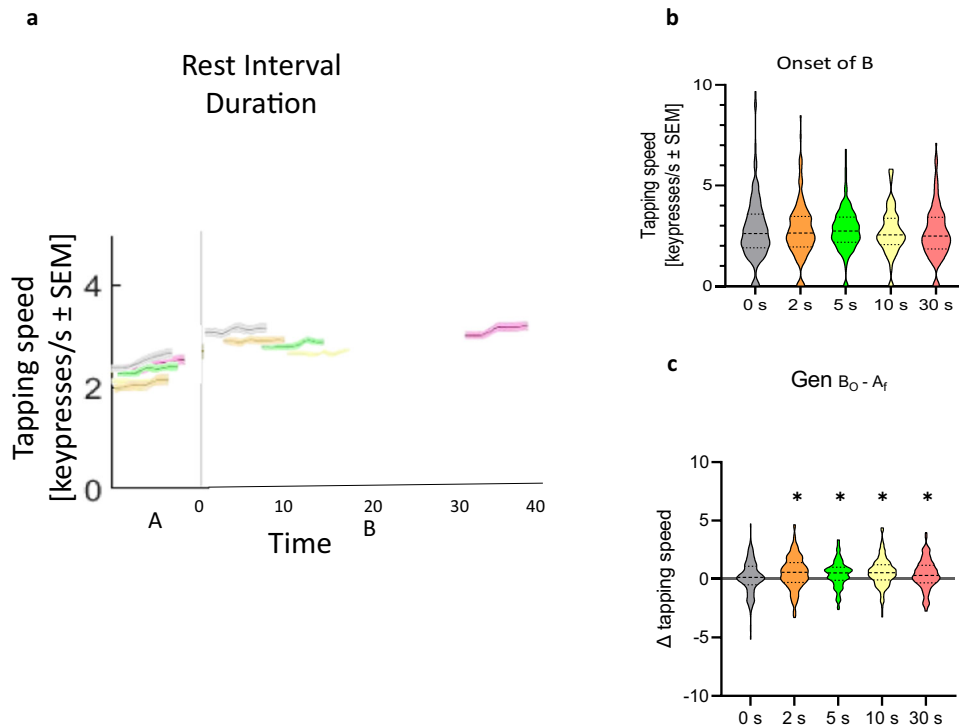 a
Rest Interval
Duration
Tapping speed
[keypresses/s ± SEM]
4
2
0
0
10
20
30
40
A
B
Time
b
Onset of B
Tapping speed
[keypresses/s ± SEM]
10
5
0
0 s
2 s
5 s
10 s
30 s
c
Gen B_O - A_f
Δ tapping speed
10
5
0
-5
-10
* * * *
0 s
2 s
5 s
10 s
30 s